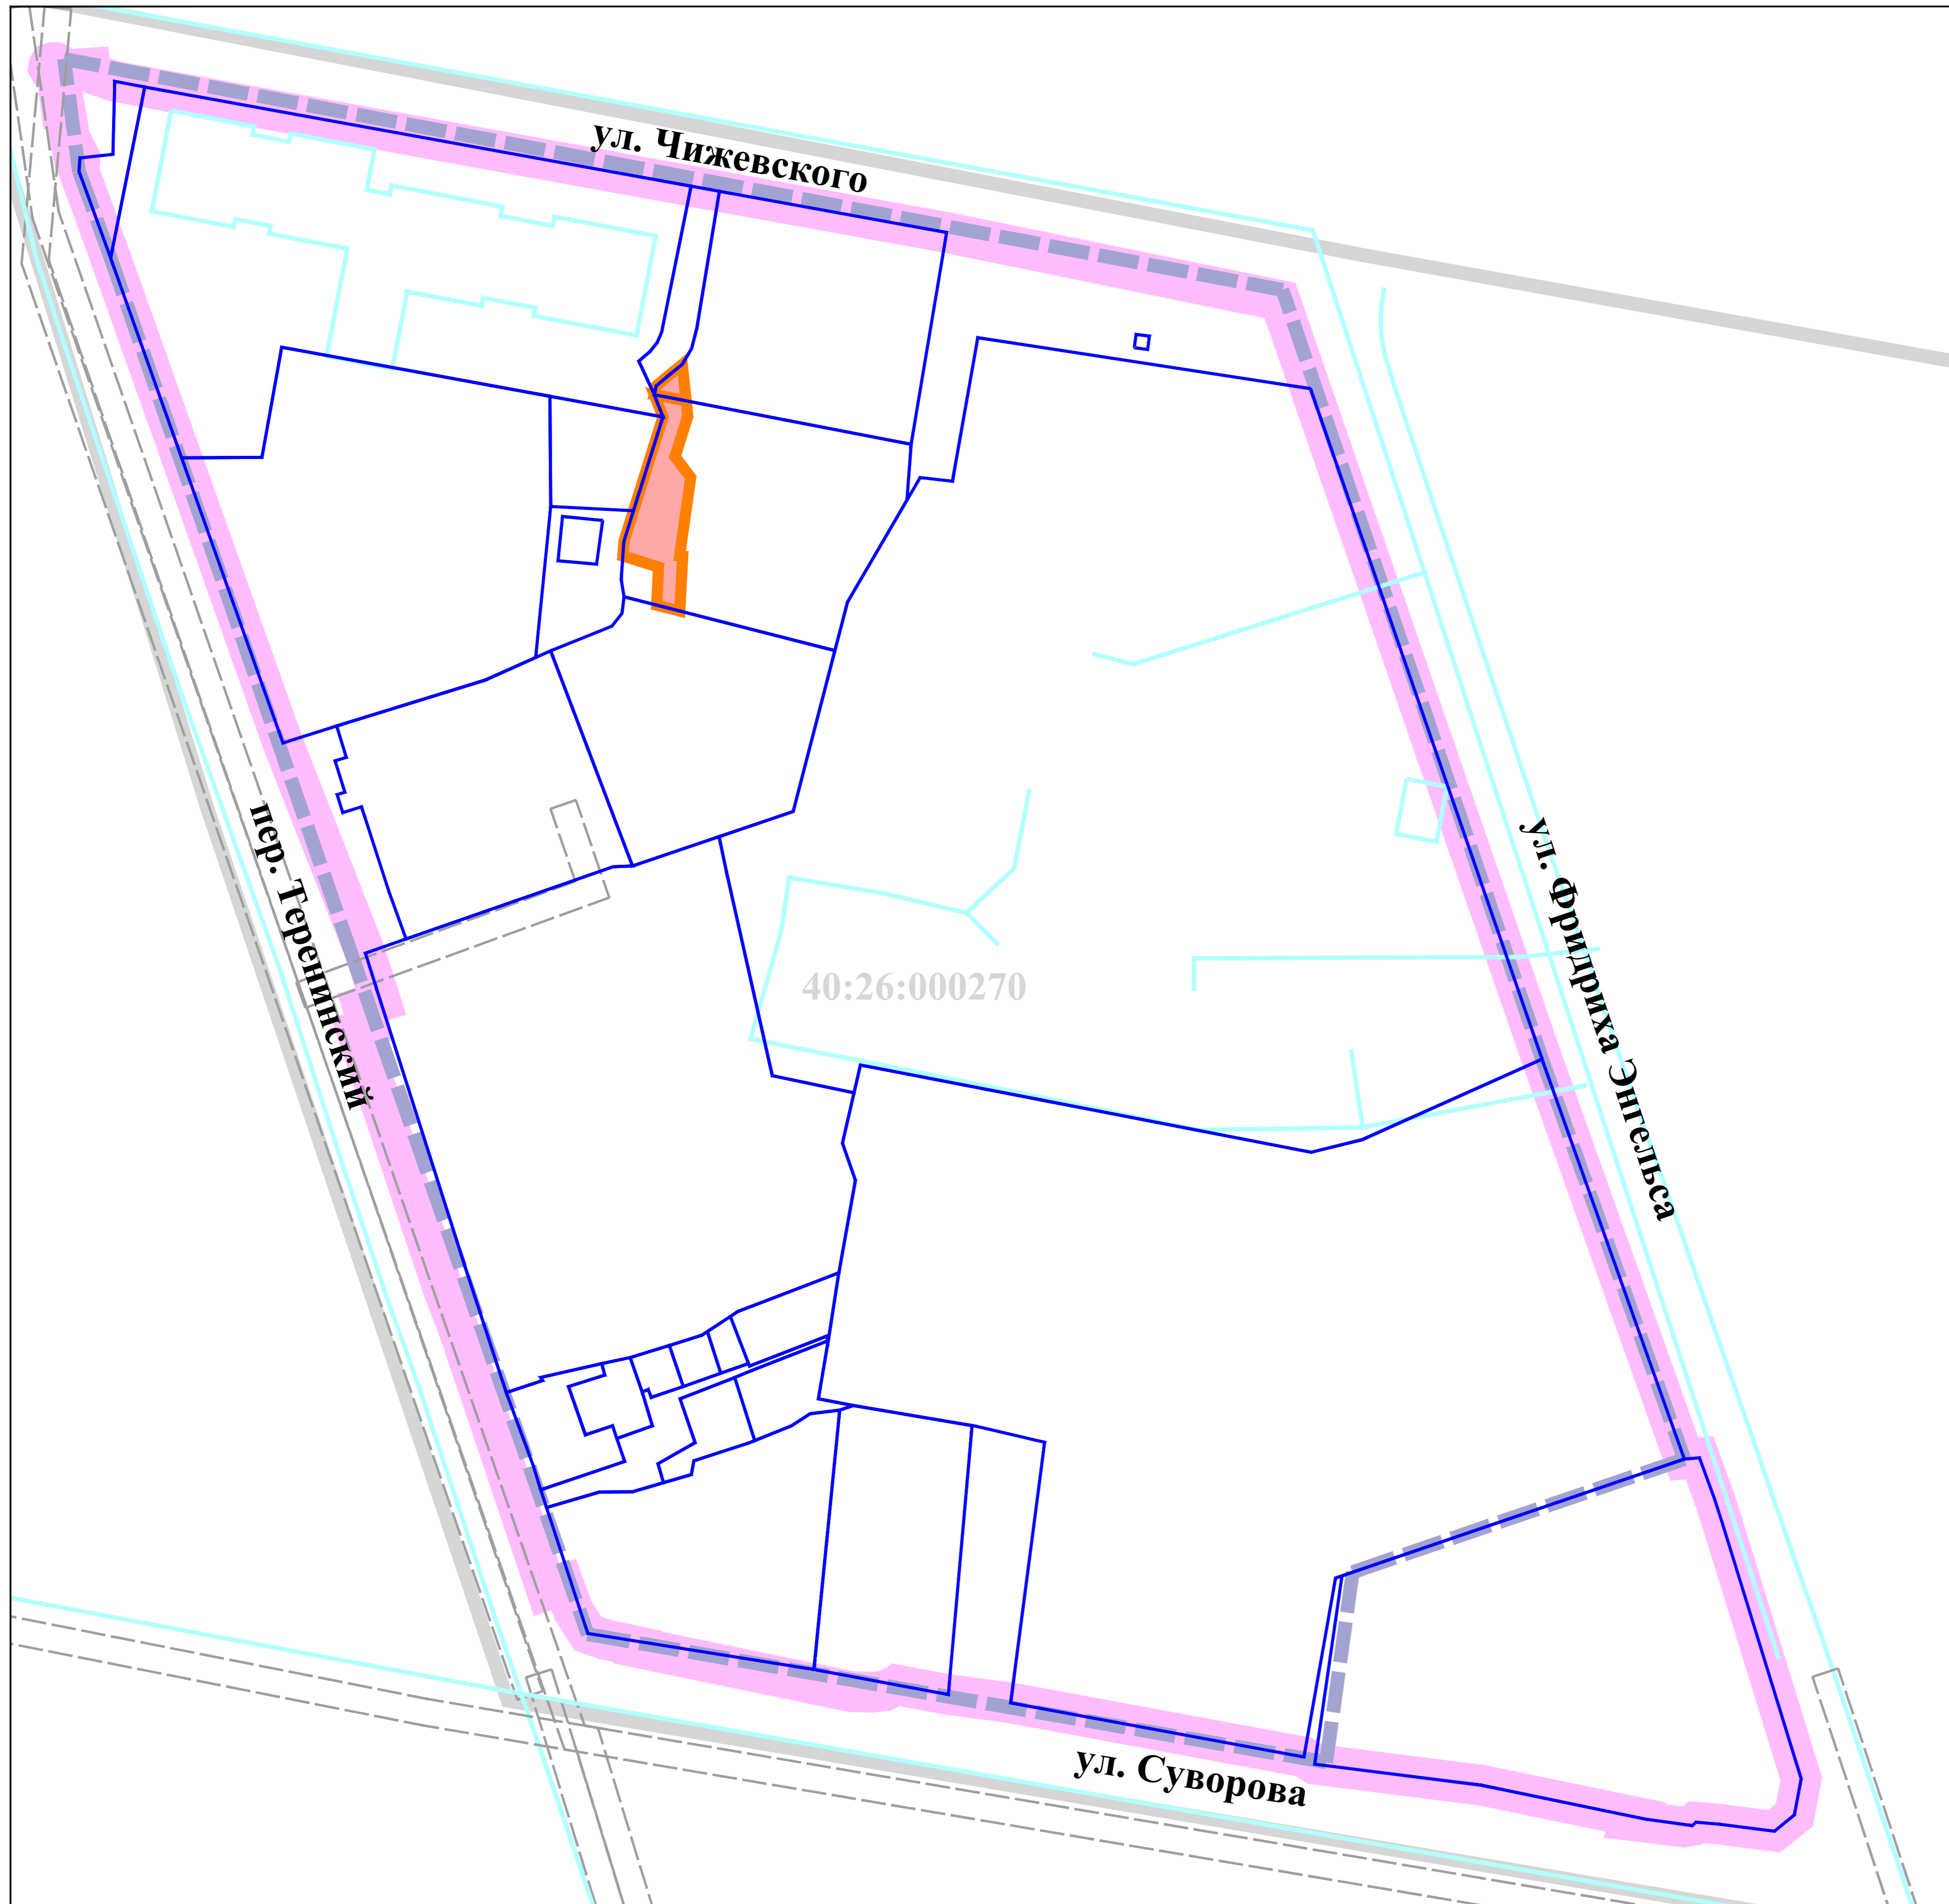 ул. Чижевского
пер. Теренинский
ул. Фридриха Энгельса
40:26:000270
ул. Суворова